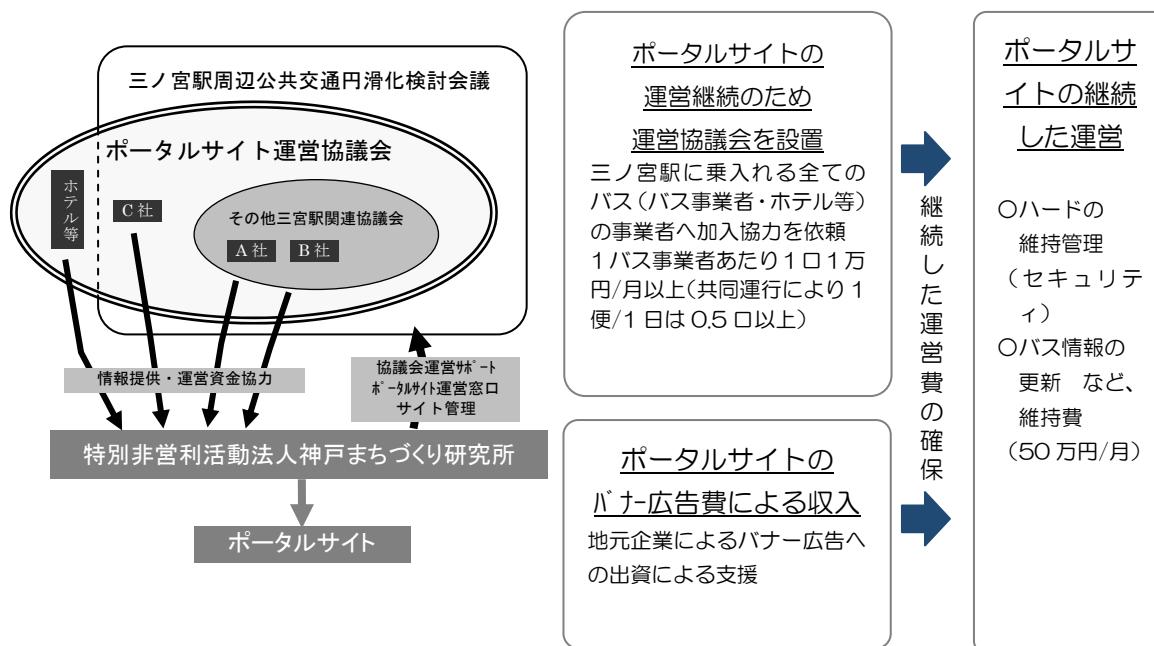 三ノ宮駅周辺公共交通円滑化検討会議
ポータルサイト運営協議会
ホテル等
C社
その他三宮駅関連協議会
A社
B社
情報提供・運営資金協力
協議会運営ｻﾎﾟｰﾄ
ﾎﾟｰﾀﾙｻｲﾄ運営窓口
サイト管理
特別非営利活動法人神戸まちづくり研究所
ポータルサイト
ポータルサイトの
運営継続のため
運営協議会を設置
三ノ宮駅に乗入れる全ての
バス（バス事業者・ホテル等）
の事業者へ加入協力を依頼
１バス事業者あたり１口１万
円/月以上（共同運行により１
便/１日は 0.5 口以上）
ポータルサイトの
ﾊﾞﾅｰ広告費による収入
地元企業によるバナー広告へ
の出資による支援
継続した運営費の確保
ポータルサ
イトの継続
した運営
○ハードの
維持管理
（セキュリテ
ィ）
○バス情報の
更新　など、
維持費
（50 万円/月）